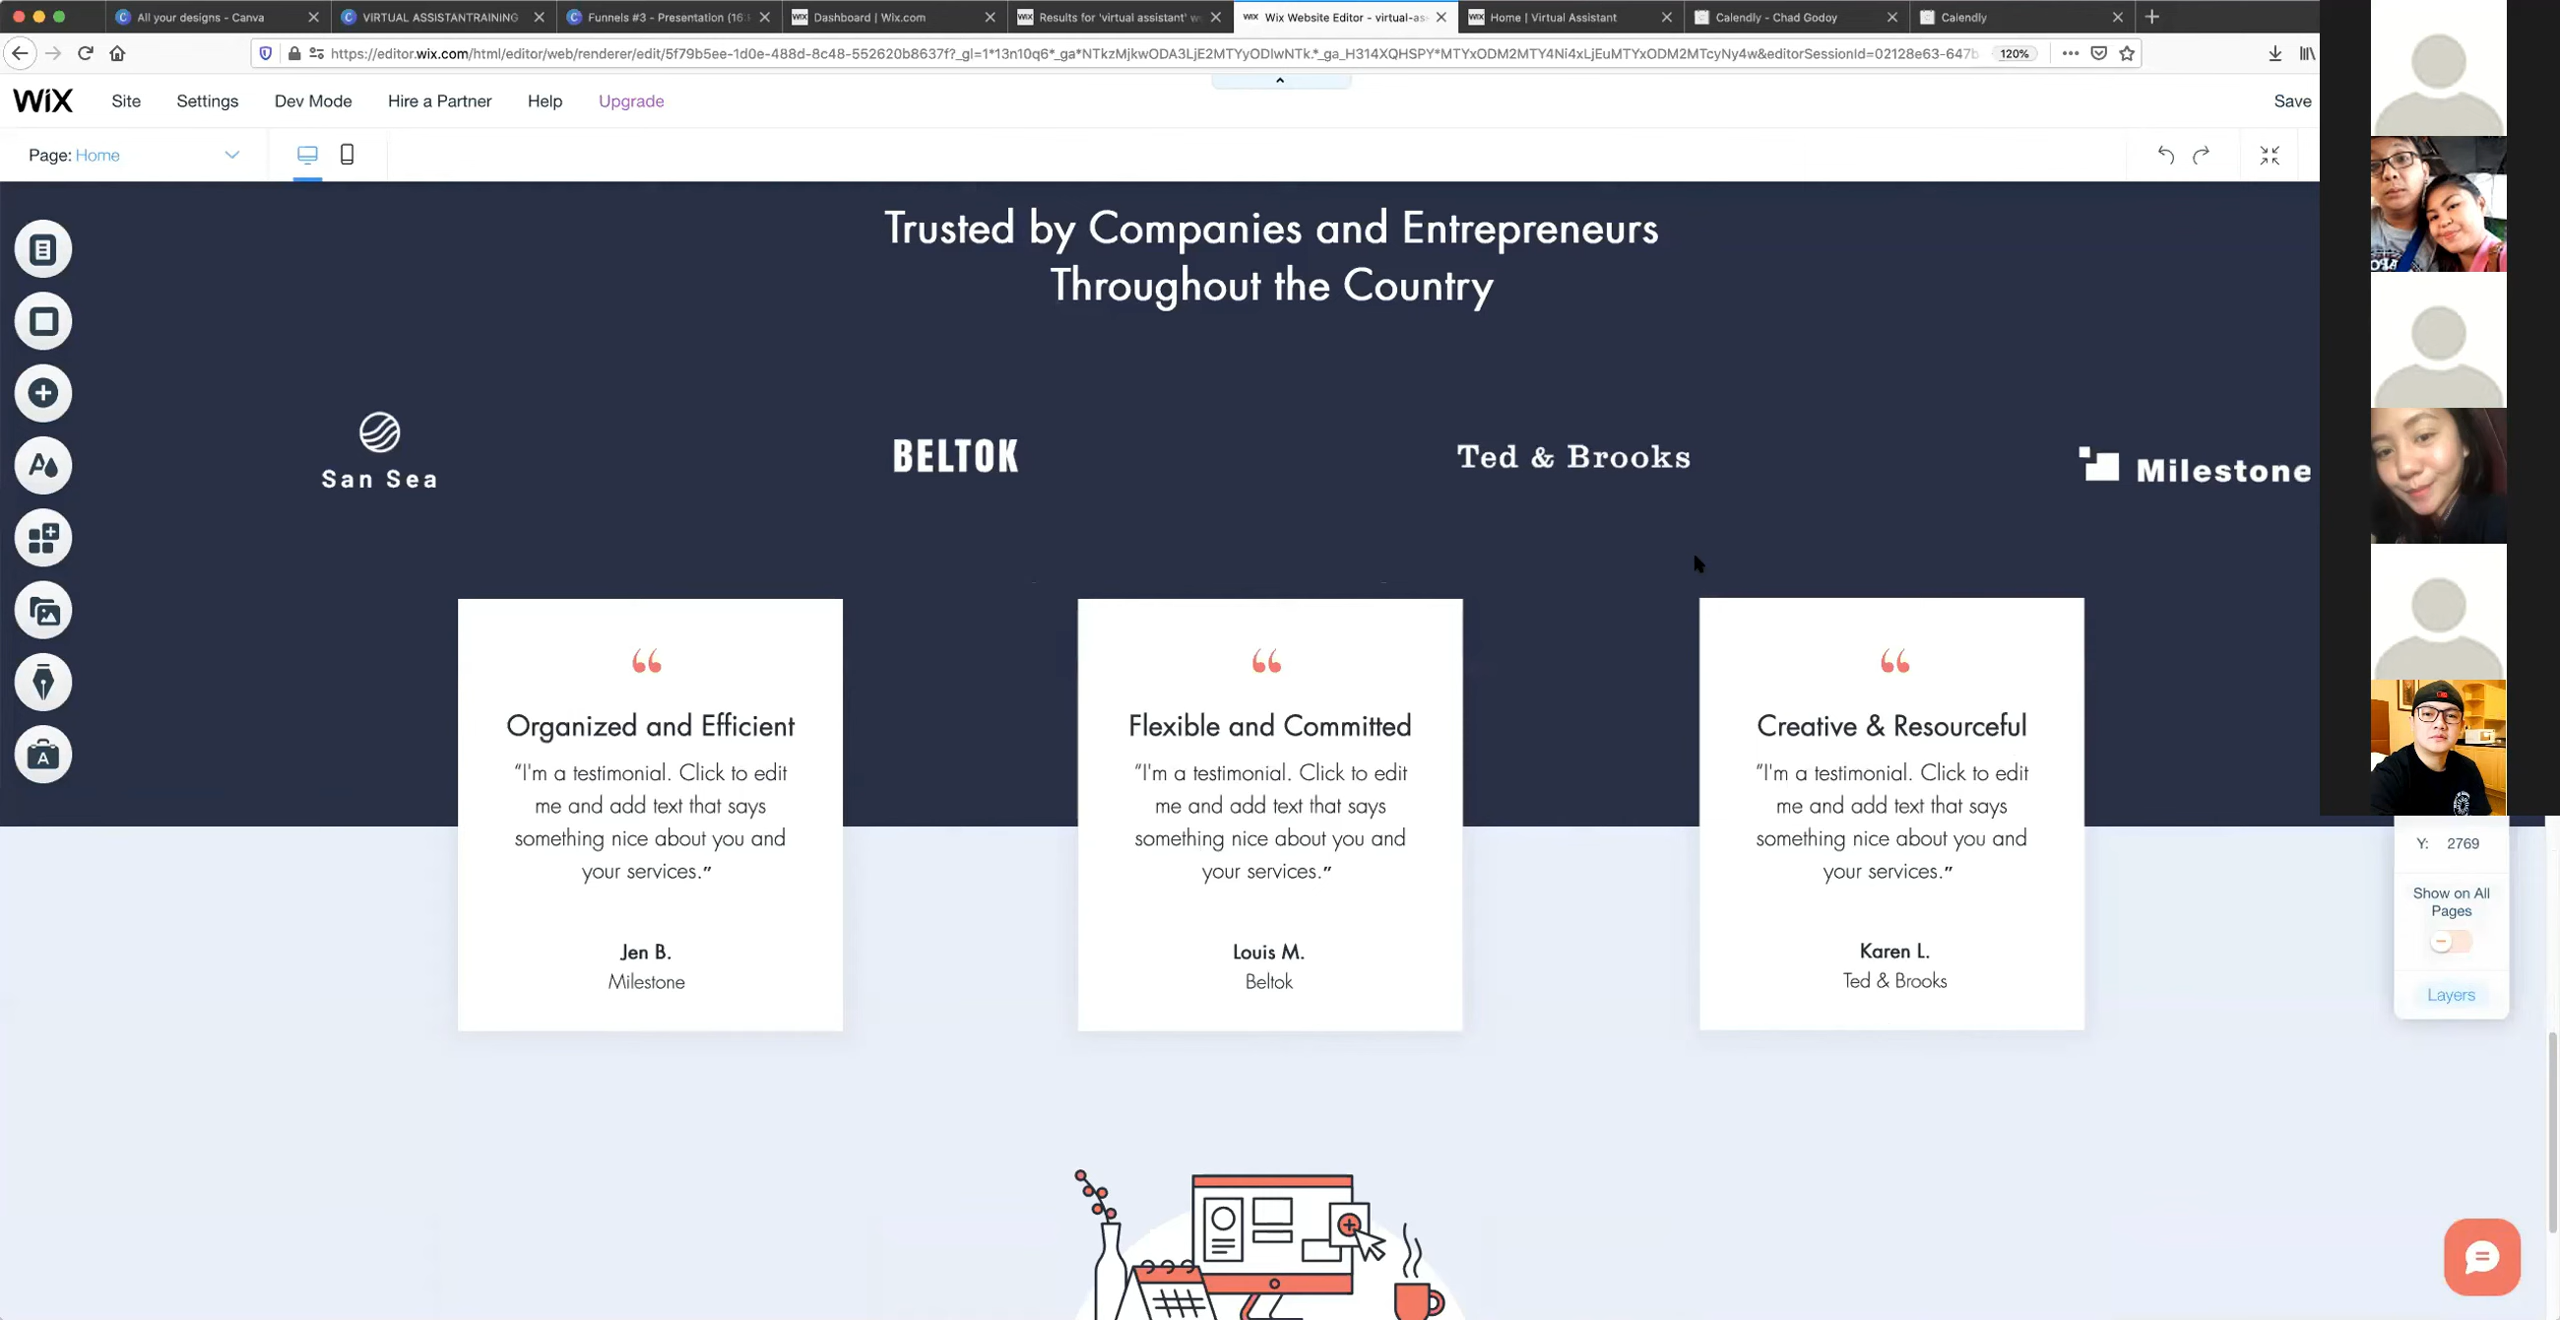 All your designs - Canva
VIRTUAL ASSISTANTRAINING
Funnels #3 - Presentation (16:
Dashboard | Wix.com
Results for 'virtual assistant' w
Wix Website Editor - virtual-as
Home | Virtual Assistant
Calendly - Chad Godoy
Calendly
120%
WiX
Site
Settings
Dev Mode
Hire a Partner
Help
Upgrade
Save
Page: Home
Trusted by Companies and Entrepreneurs
Throughout the Country
San Sea
BELTOK
Ted & Brooks
Milestone
“
Organized and Efficient
“I'm a testimonial. Click to edit
me and add text that says
something nice about you and
your services.”
Jen B.
Milestone
“
Flexible and Committed
“I'm a testimonial. Click to edit
me and add text that says
something nice about you and
your services.”
Louis M.
Beltok
“
Creative & Resourceful
“I'm a testimonial. Click to edit
me and add text that says
something nice about you and
your services.”
Karen L.
Ted & Brooks
Y: 2769
Show on All
Pages
Layers